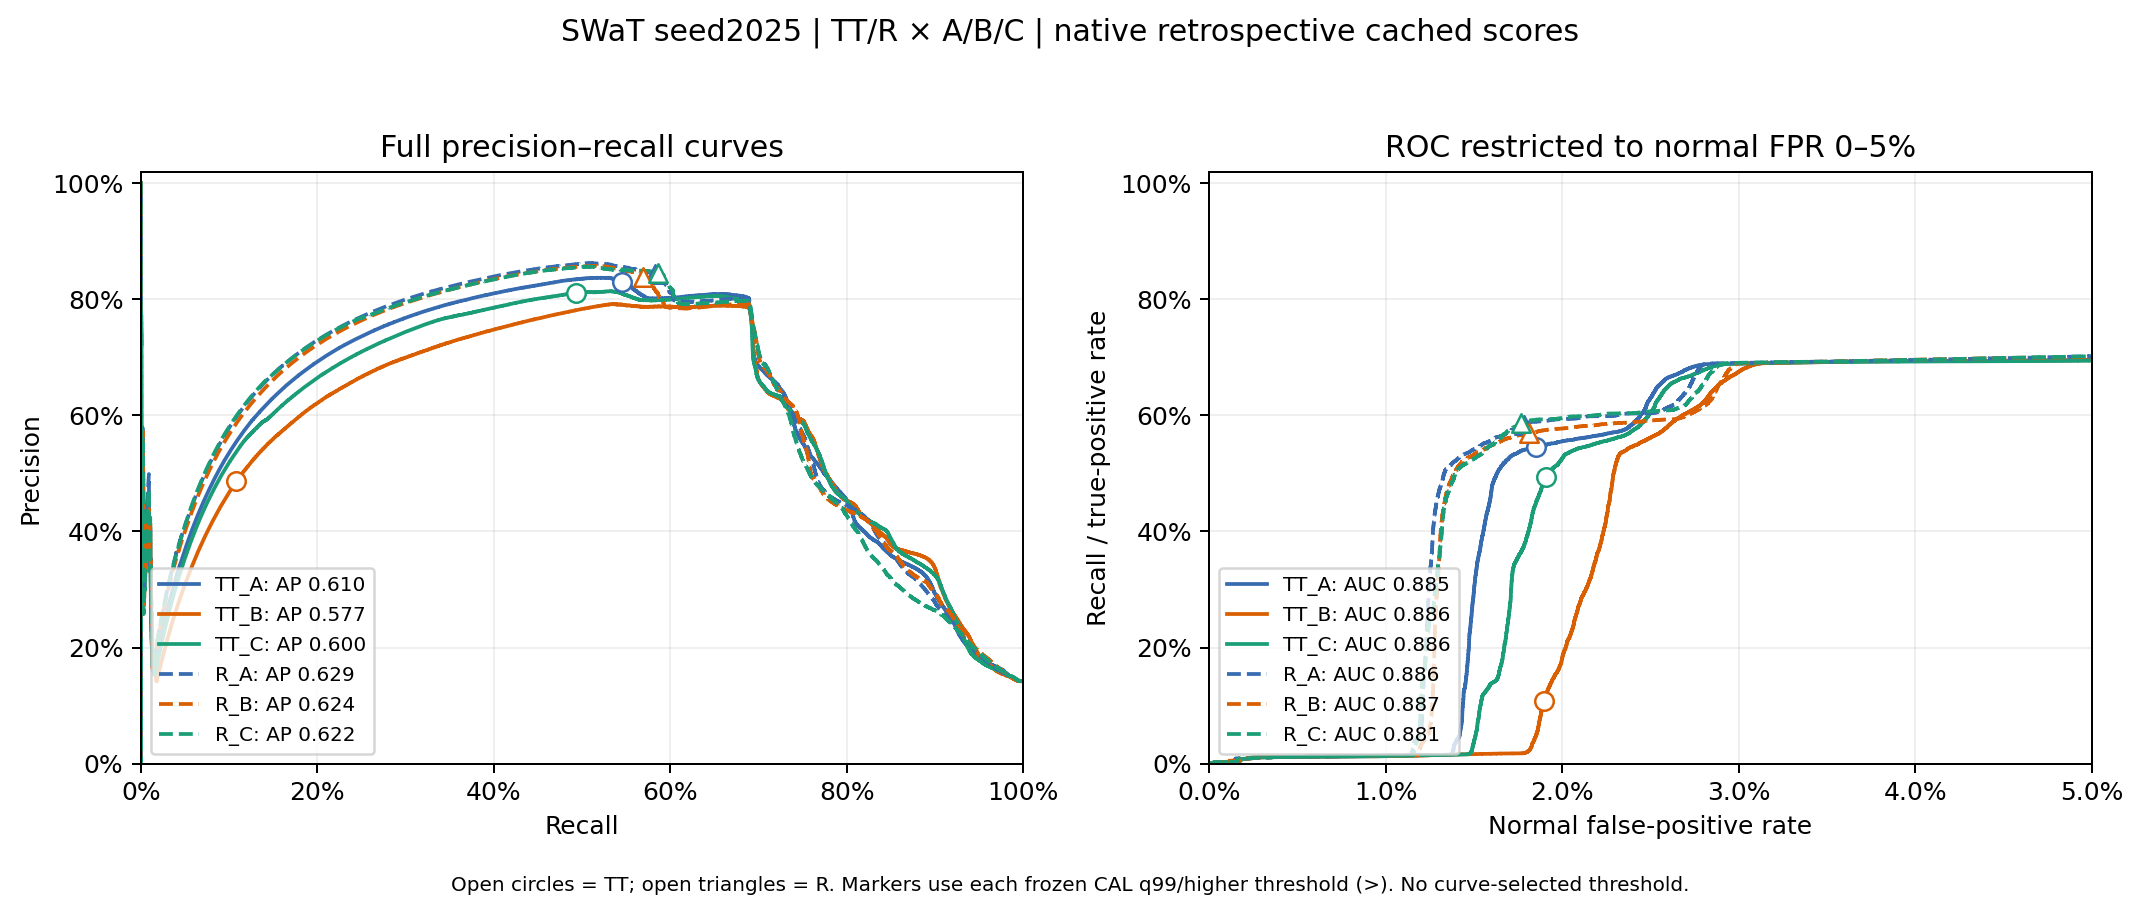 SWaT seed2025 | TT/R × A/B/C | native retrospective cached scores
Full precision–recall curves
Precision
100%
80%
60%
40%
20%
0%
TT_A: AP 0.610
TT_B: AP 0.577
TT_C: AP 0.600
R_A: AP 0.629
R_B: AP 0.624
R_C: AP 0.622
0% 20% 40% 60% 80% 100%
Recall
ROC restricted to normal FPR 0–5%
Recall / true-positive rate
100%
80%
60%
40%
20%
0%
TT_A: AUC 0.885
TT_B: AUC 0.886
TT_C: AUC 0.886
R_A: AUC 0.886
R_B: AUC 0.887
R_C: AUC 0.881
0.0% 1.0% 2.0% 3.0% 4.0% 5.0%
Normal false-positive rate
Open circles = TT; open triangles = R. Markers use each frozen CAL q99/higher threshold (>). No curve-selected threshold.